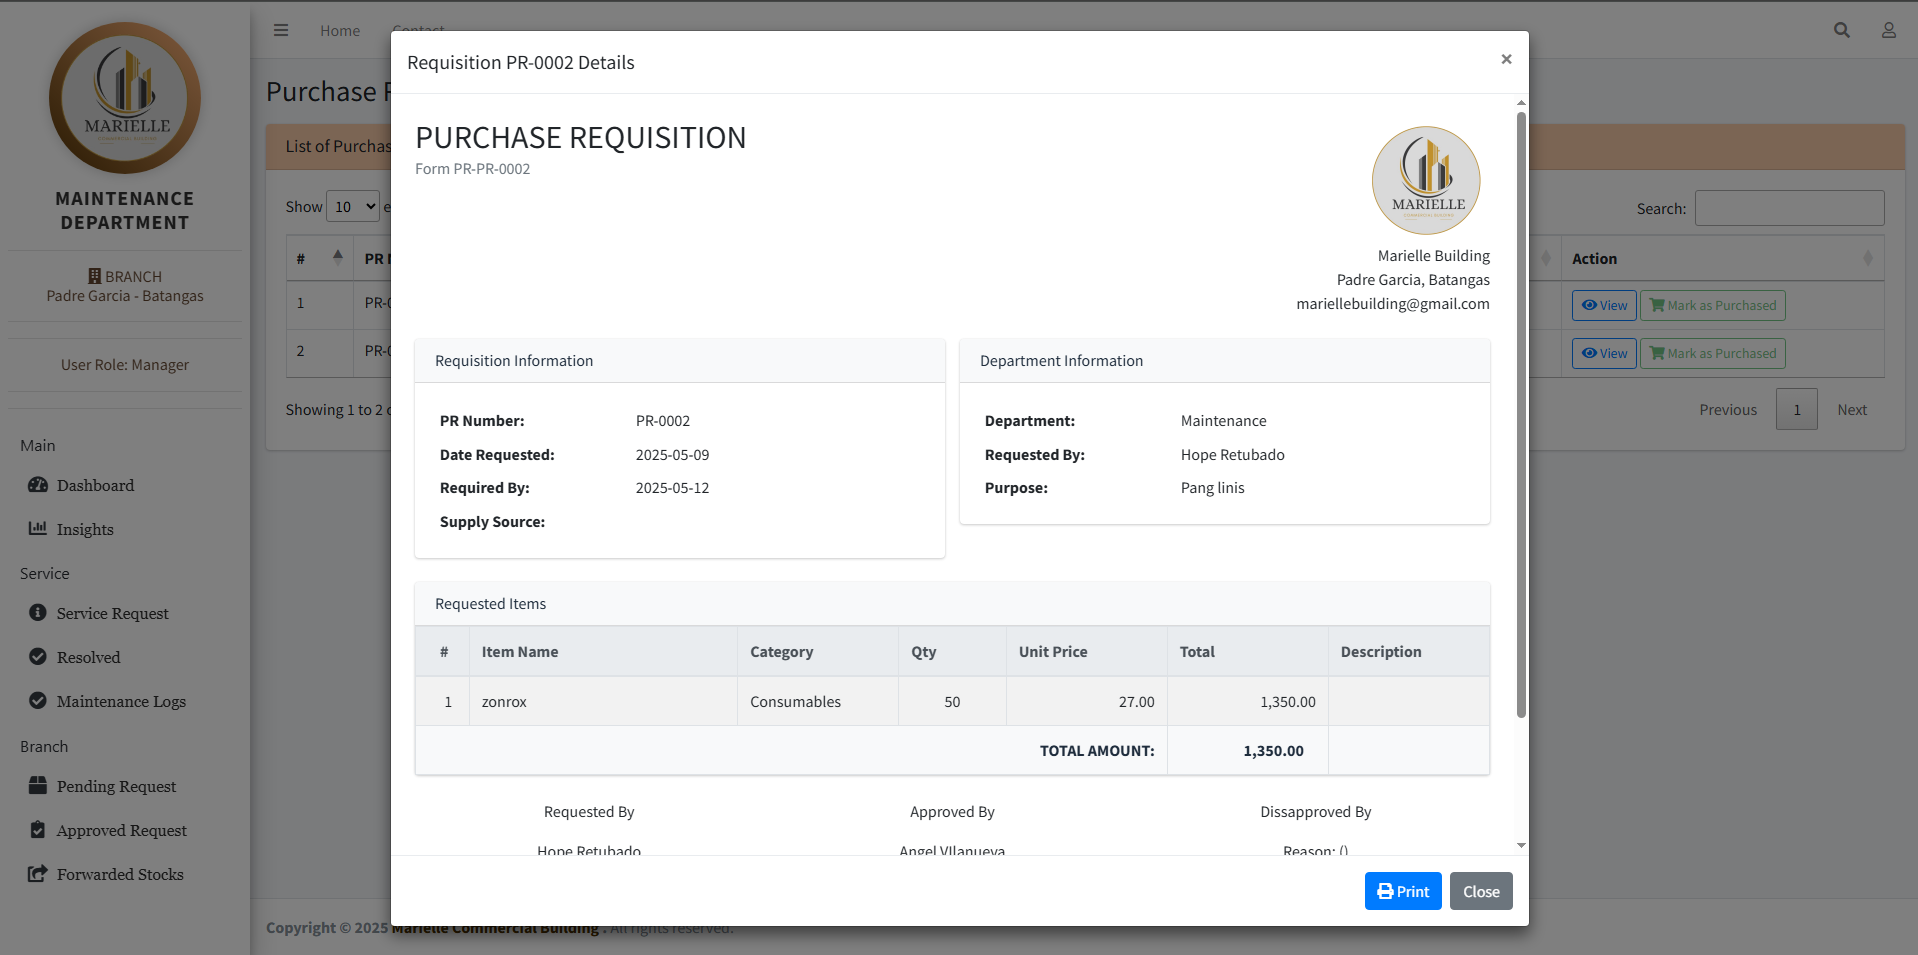 MARIELLE
MAINTENANCE
DEPARTMENT
BRANCH
Padre Garcia - Batangas
User Role: Manager
Main
Dashboard
Insights
Service
Service Request
Resolved
Maintenance Logs
Branch
Pending Request
Approved Request
Forwarded Stocks
Home Contact
Purchase
List of Purchas
Show 10
Search:
# PR Action
1 PR- View Mark as Purchased
2 PR- View Mark as Purchased
Showing 1 to 2
Previous 1 Next
Requisition PR-0002 Details ×
PURCHASE REQUISITION
Form PR-PR-0002
MARIELLE
COMMERCIAL BUILDING
Marielle Building
Padre Garcia, Batangas
mariellebuilding@gmail.com
Requisition Information
PR Number: PR-0002
Date Requested: 2025-05-09
Required By: 2025-05-12
Supply Source:
Department Information
Department: Maintenance
Requested By: Hope Retubado
Purpose: Pang linis
Requested Items
# Item Name Category Qty Unit Price Total Description
1 zonrox Consumables 50 27.00 1,350.00
TOTAL AMOUNT: 1,350.00
Requested By Approved By Dissapproved By
Hope Retubado Angel VIlanueva Reason: ()
Print Close
Copyright © 2025 Marielle Commercial Building . All rights reserved.